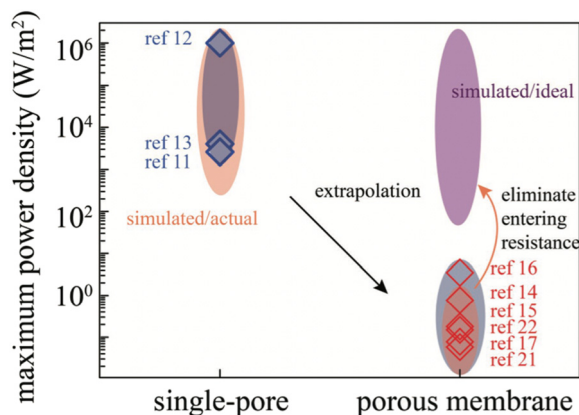 maximum power density (W/m²)
10⁶
10⁴
10²
10⁰
ref 12
ref 13
ref 11
simulated/actual
extrapolation
simulated/ideal
eliminate
entering
resistance
ref 16
ref 14
ref 15
ref 22
ref 17
ref 21
single-pore
porous membrane